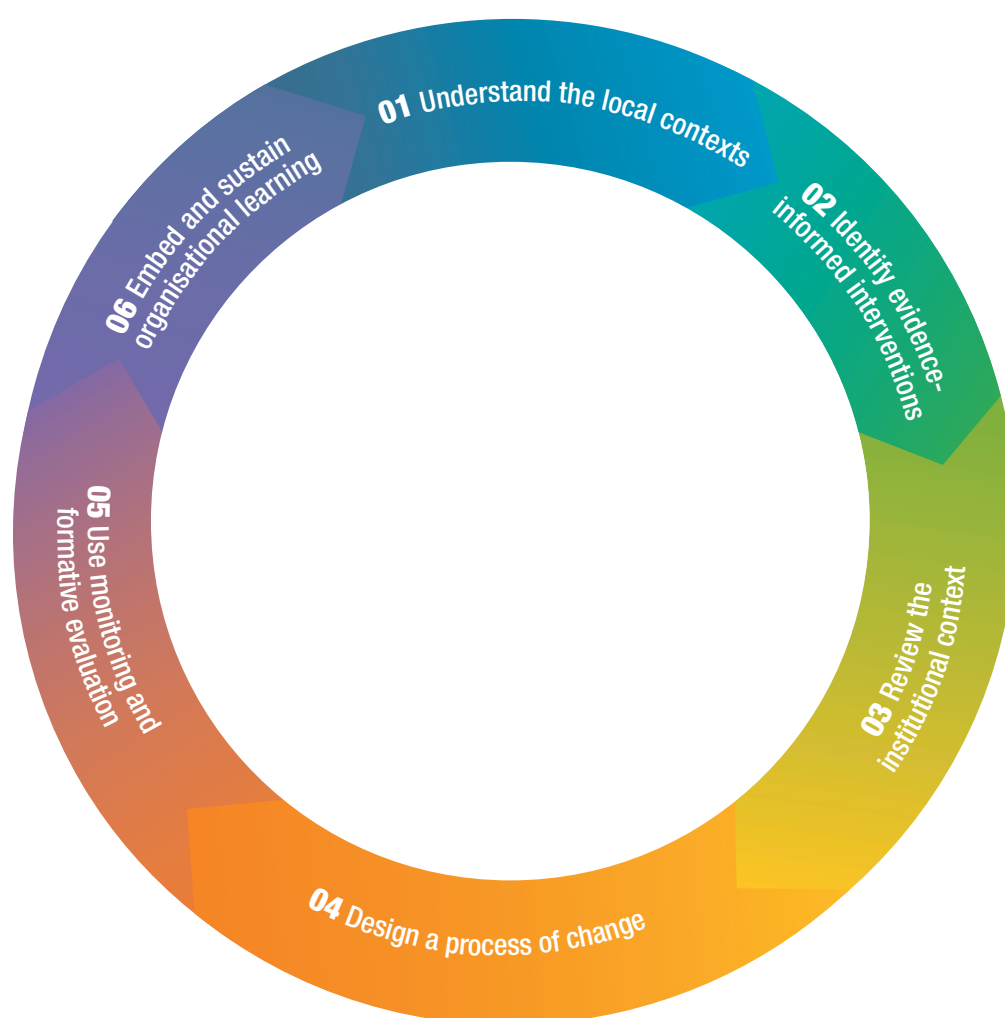 01 Understand the local contexts
02 Identify evidence-
informed interventions
03 Review the
institutional context
04 Design a process of change
05 Use monitoring and
formative evaluation
06 Embed and sustain
organisational learning